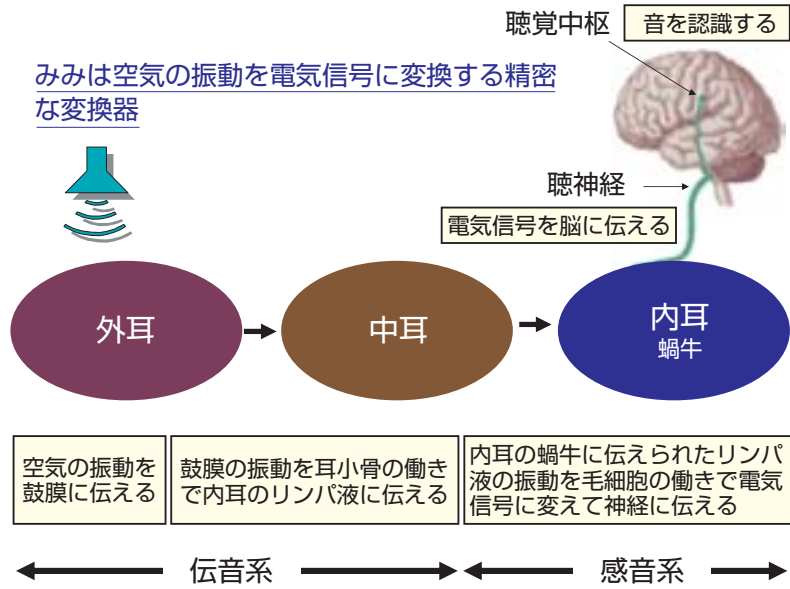 聴覚中枢
音を認識する
みみは空気の振動を電気信号に変換する精密
な変換器
聴神経
電気信号を脳に伝える
外耳
中耳
内耳
蝸牛
空気の振動を
鼓膜に伝える
鼓膜の振動を耳小骨の働き
で内耳のリンパ液に伝える
内耳の蝸牛に伝えられたリンパ
液の振動を毛細胞の働きで電気
信号に変えて神経に伝える
伝音系
感音系